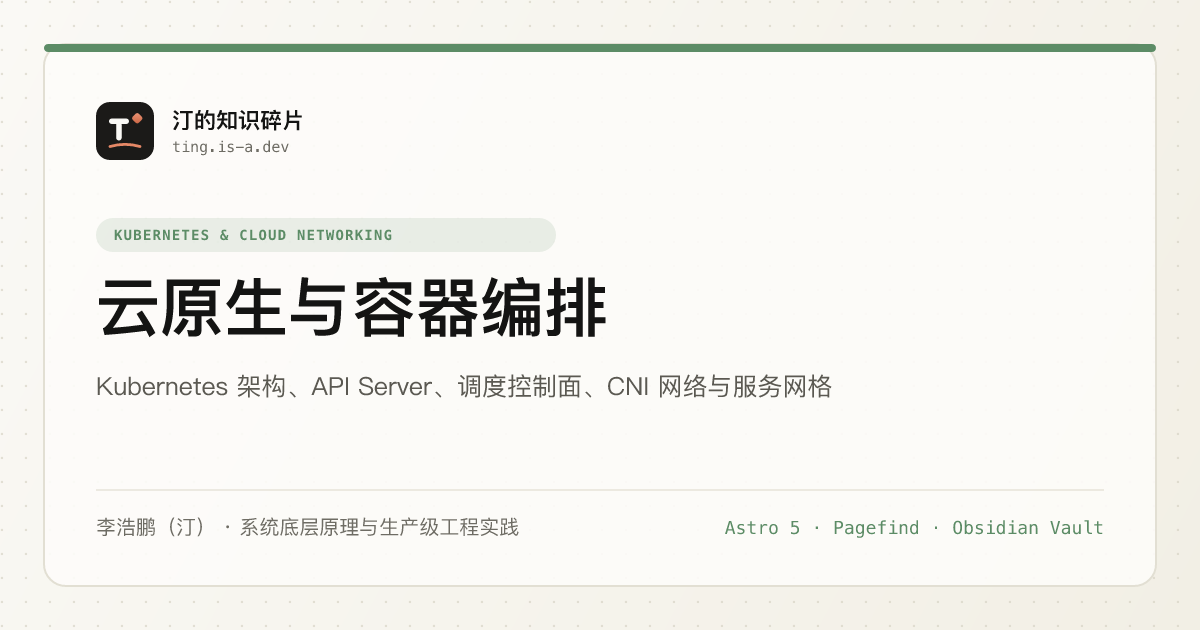 T
汀的知识碎片
ting.is-a.dev
KUBERNETES & CLOUD NETWORKING
云原生与容器编排
Kubernetes 架构、API Server、调度控制面、CNI 网络与服务网格
李浩鹏（汀） · 系统底层原理与生产级工程实践
Astro 5 · Pagefind · Obsidian Vault